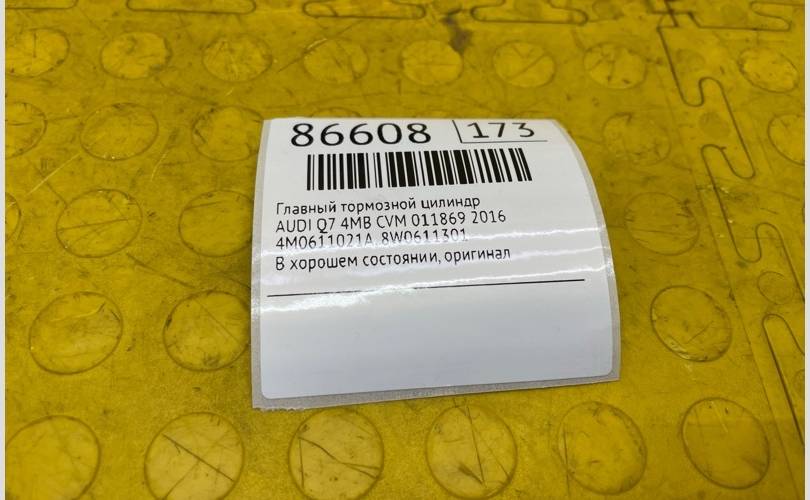 86608 173
Главный тормозной цилиндр
AUDI Q7 4MB CVM 011869 2016
4M0611021A, 8W0611301
В хорошем состоянии, оригинал